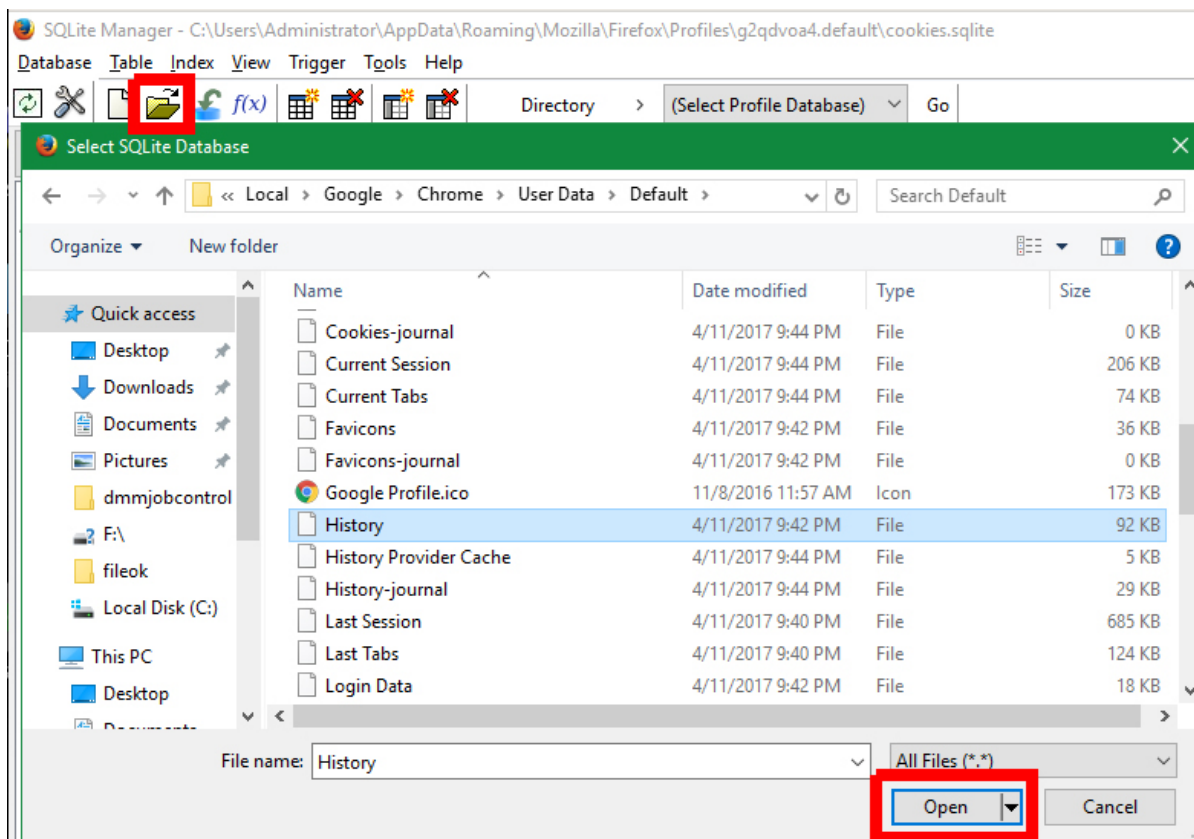 SQLite Manager - C:\Users\Administrator\AppData\Roaming\Mozilla\Firefox\Profiles\g2qdvoa4.default\cookies.sqlite
Database Table Index View Trigger Tools Help
f(x) Directory > (Select Profile Database) Go
Select SQLite Database
« Local > Google > Chrome > User Data > Default > Search Default
Organize New folder
Name Date modified Type Size
Quick access
Desktop
Downloads
Documents
Pictures
dmmjobcontrol
F:\
fileok
Local Disk (C:)
This PC
Desktop
Documents
Cookies-journal 4/11/2017 9:44 PM File 0 KB
Current Session 4/11/2017 9:44 PM File 206 KB
Current Tabs 4/11/2017 9:44 PM File 74 KB
Favicons 4/11/2017 9:42 PM File 36 KB
Favicons-journal 4/11/2017 9:42 PM File 0 KB
Google Profile.ico 11/8/2016 11:57 AM Icon 173 KB
History 4/11/2017 9:42 PM File 92 KB
History Provider Cache 4/11/2017 9:44 PM File 5 KB
History-journal 4/11/2017 9:44 PM File 29 KB
Last Session 4/11/2017 9:40 PM File 685 KB
Last Tabs 4/11/2017 9:40 PM File 124 KB
Login Data 4/11/2017 9:42 PM File 18 KB
File name: History All Files (*.*)
Open Cancel